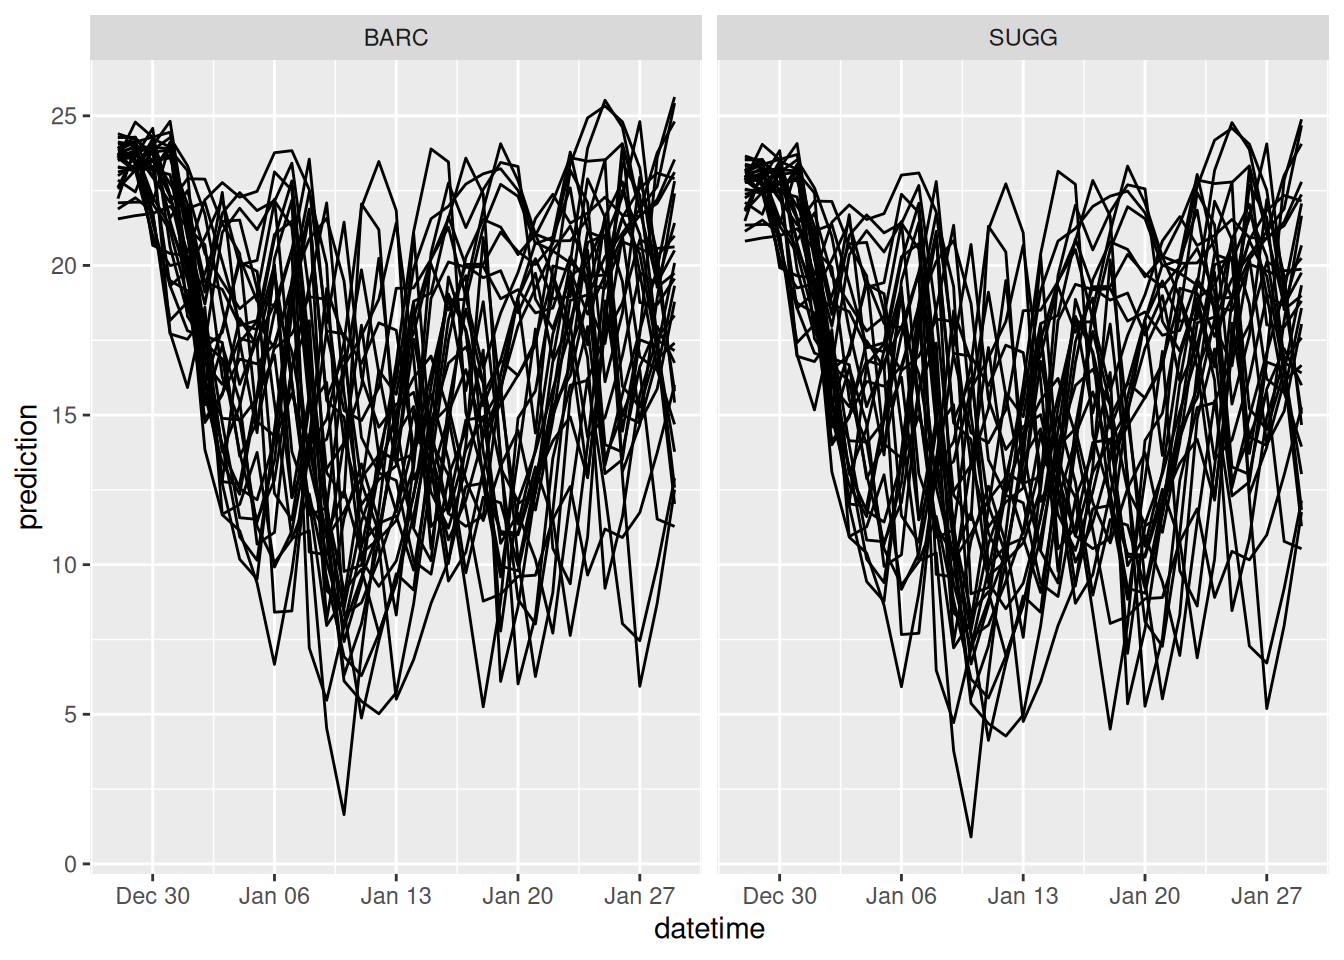 BARC
SUGG
prediction
25
20
15
10
5
0
Dec 30
Jan 06
Jan 13
Jan 20
Jan 27
Dec 30
Jan 06
Jan 13
Jan 20
Jan 27
datetime